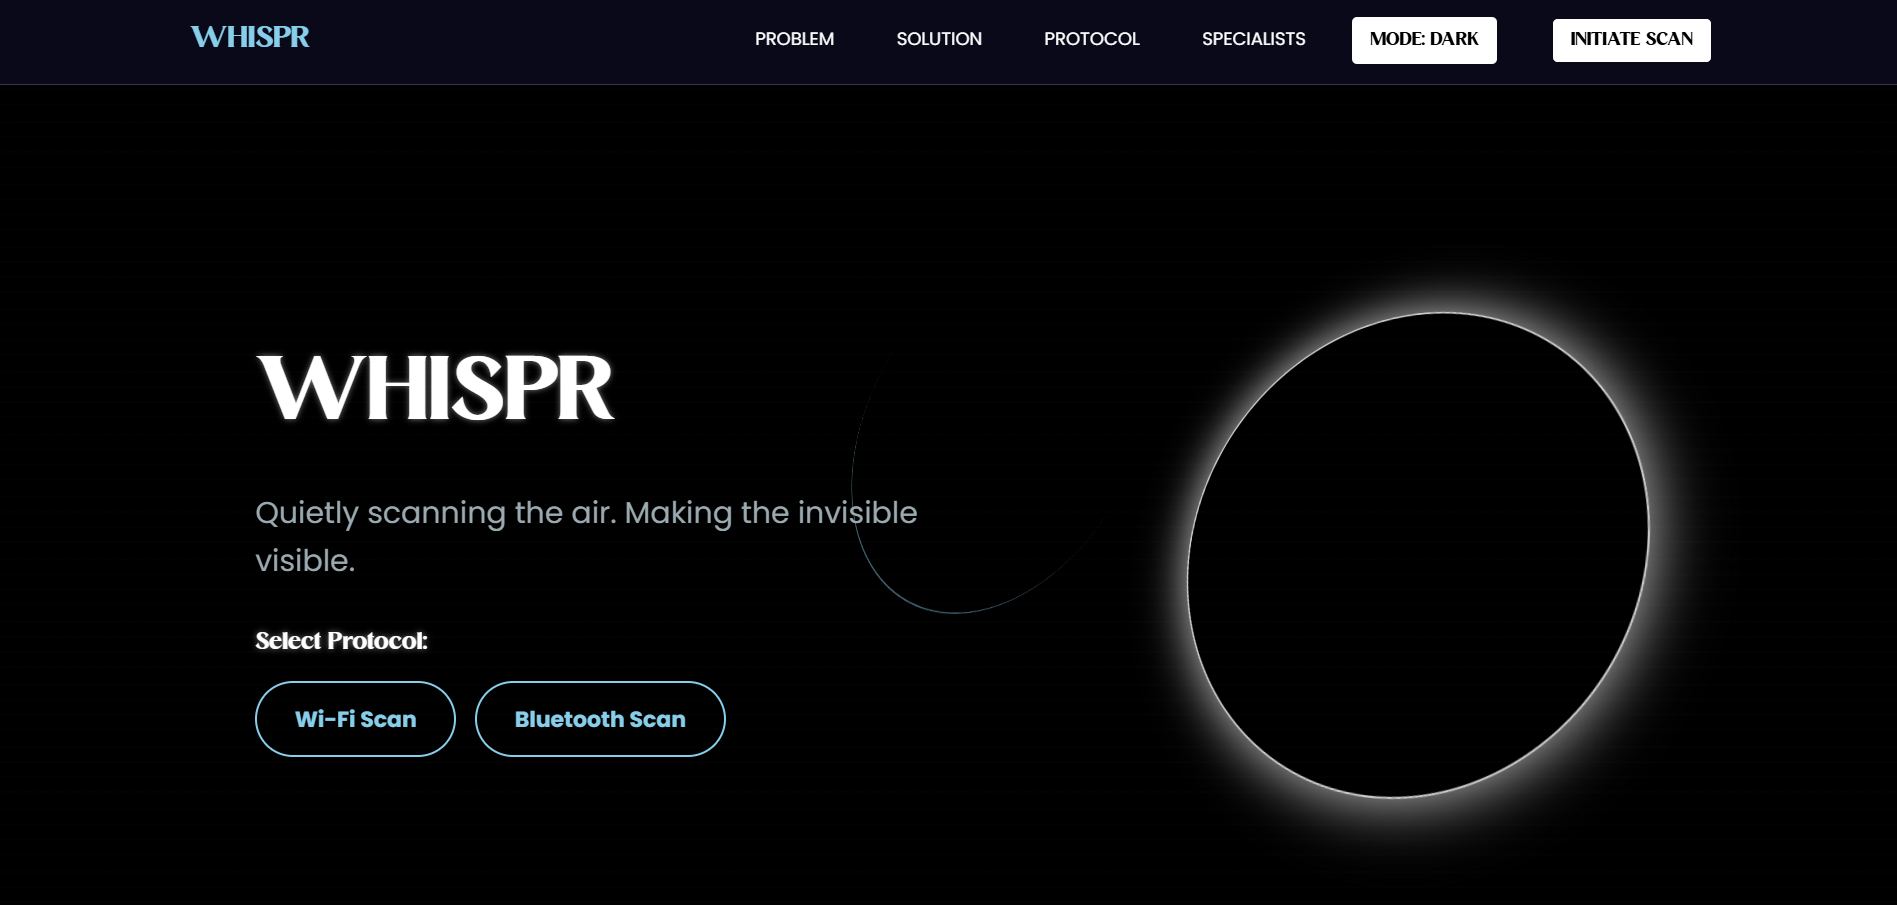 WHISPR
PROBLEM
SOLUTION
PROTOCOL
SPECIALISTS
MODE: DARK
INITIATE SCAN
WHISPR
Quietly scanning the air. Making the invisible
visible.
Select Protocol:
Wi-Fi Scan
Bluetooth Scan